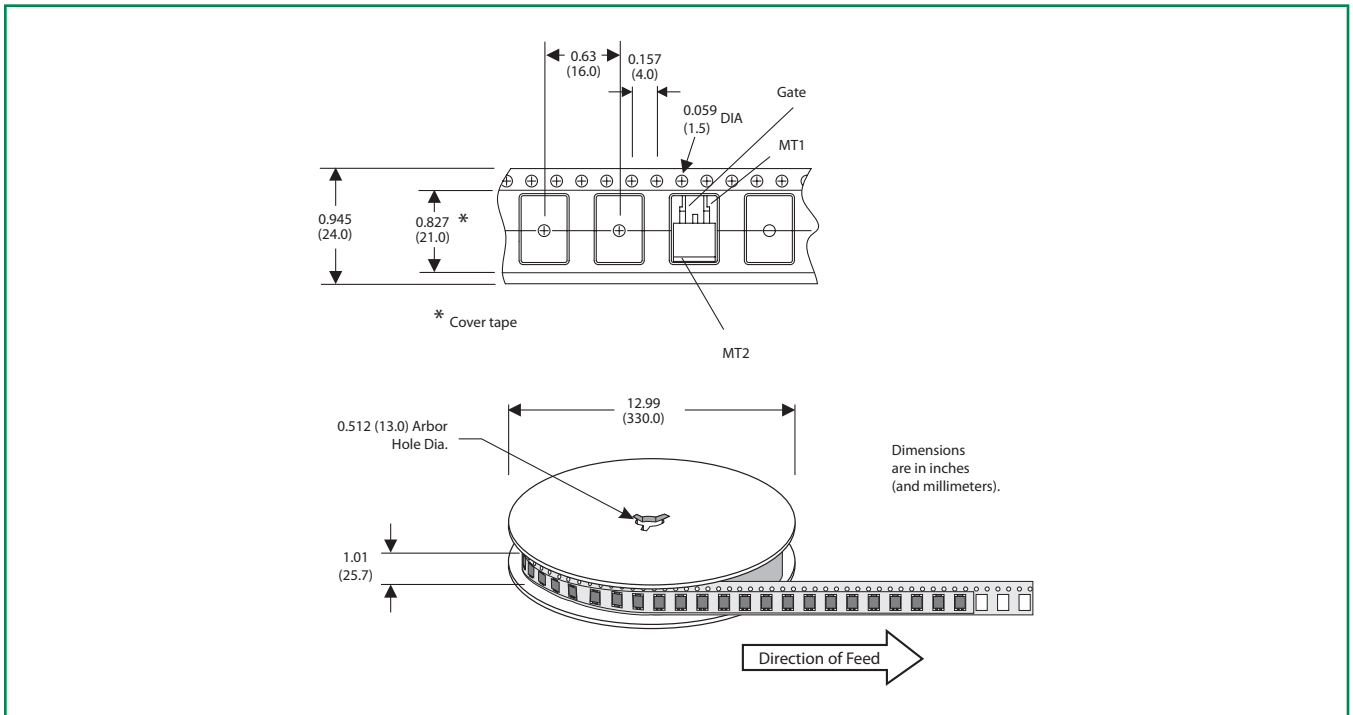 0.63
(16.0)
0.157
(4.0)
0.059 DIA
(1.5)
Gate
MT1
0.945
(24.0)
0.827 *
(21.0)
* Cover tape
MT2
12.99
(330.0)
0.512 (13.0) Arbor
Hole Dia.
Dimensions
are in inches
(and millimeters).
1.01
(25.7)
Direction of Feed